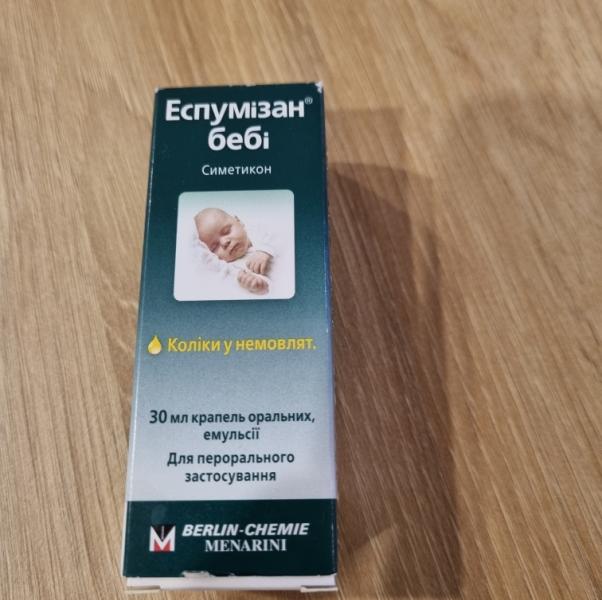 Еспумізан®
бебі
Симетикон
Коліки у немовлят.
30 мл крапель оральних,
емульсії
Для перорального
застосування
BERLIN-CHEMIE
MENARINI